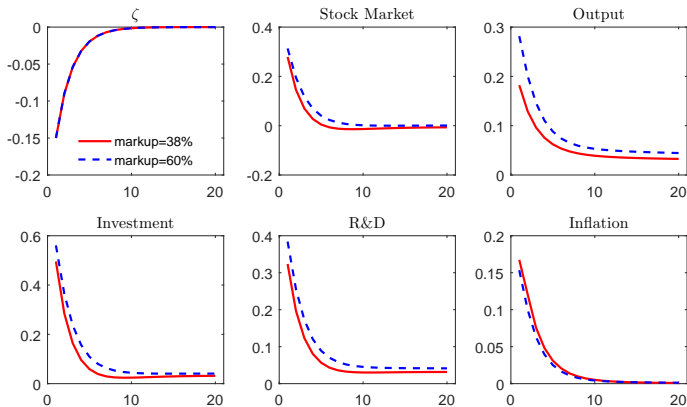 ζ
Stock Market
Output
0
-0.05
-0.1
-0.15
-0.2
0 10 20
markup=38%
markup=60%
0.4
0.2
0
-0.2
0 10 20
0.3
0.2
0.1
0
0 10 20
Investment
R&D
Inflation
0.6
0.4
0.2
0
0 10 20
0.4
0.3
0.2
0.1
0
0 10 20
0.2
0.15
0.1
0.05
0
0 10 20